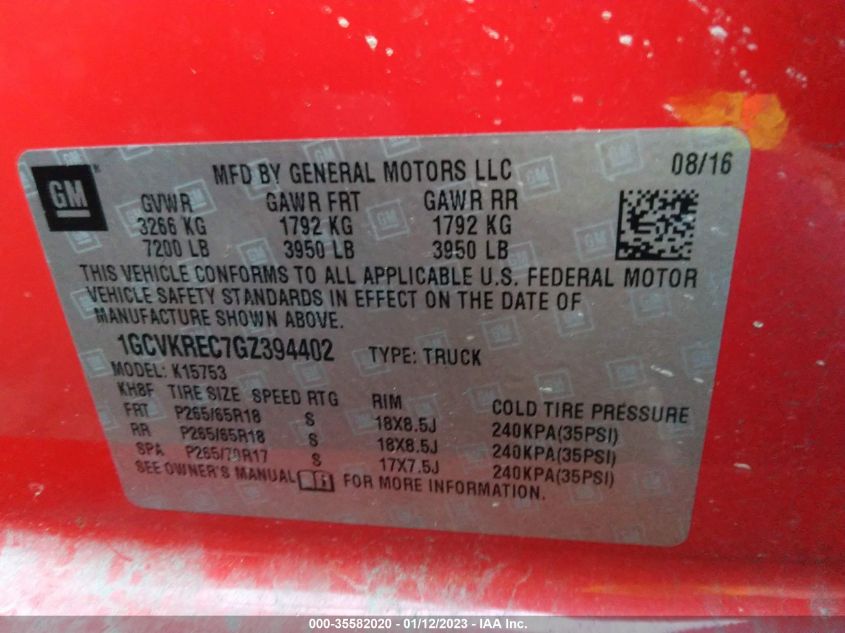 GM
MFD BY GENERAL MOTORS LLC 08/16
GVWR GAWR FRT GAWR RR
3266 KG 1792 KG 1792 KG
7200 LB 3950 LB 3950 LB
THIS VEHICLE CONFORMS TO ALL APPLICABLE U.S. FEDERAL MOTOR
VEHICLE SAFETY STANDARDS IN EFFECT ON THE DATE OF
MANUFACTURE SHOWN ABOVE.
1GCVKREC7GZ394402 TYPE: TRUCK
MODEL: K15753
KH8F TIRE SIZE SPEED RTG RIM COLD TIRE PRESSURE
FRT P265/65R18 S 18X8.5J 240KPA(35PSI)
RR P265/65R18 S 18X8.5J 240KPA(35PSI)
SPA P265/70R17 S 17X7.5J 240KPA(35PSI)
SEE OWNER'S MANUAL FOR MORE INFORMATION.
000-35582020 - 01/12/2023 - IAA Inc.